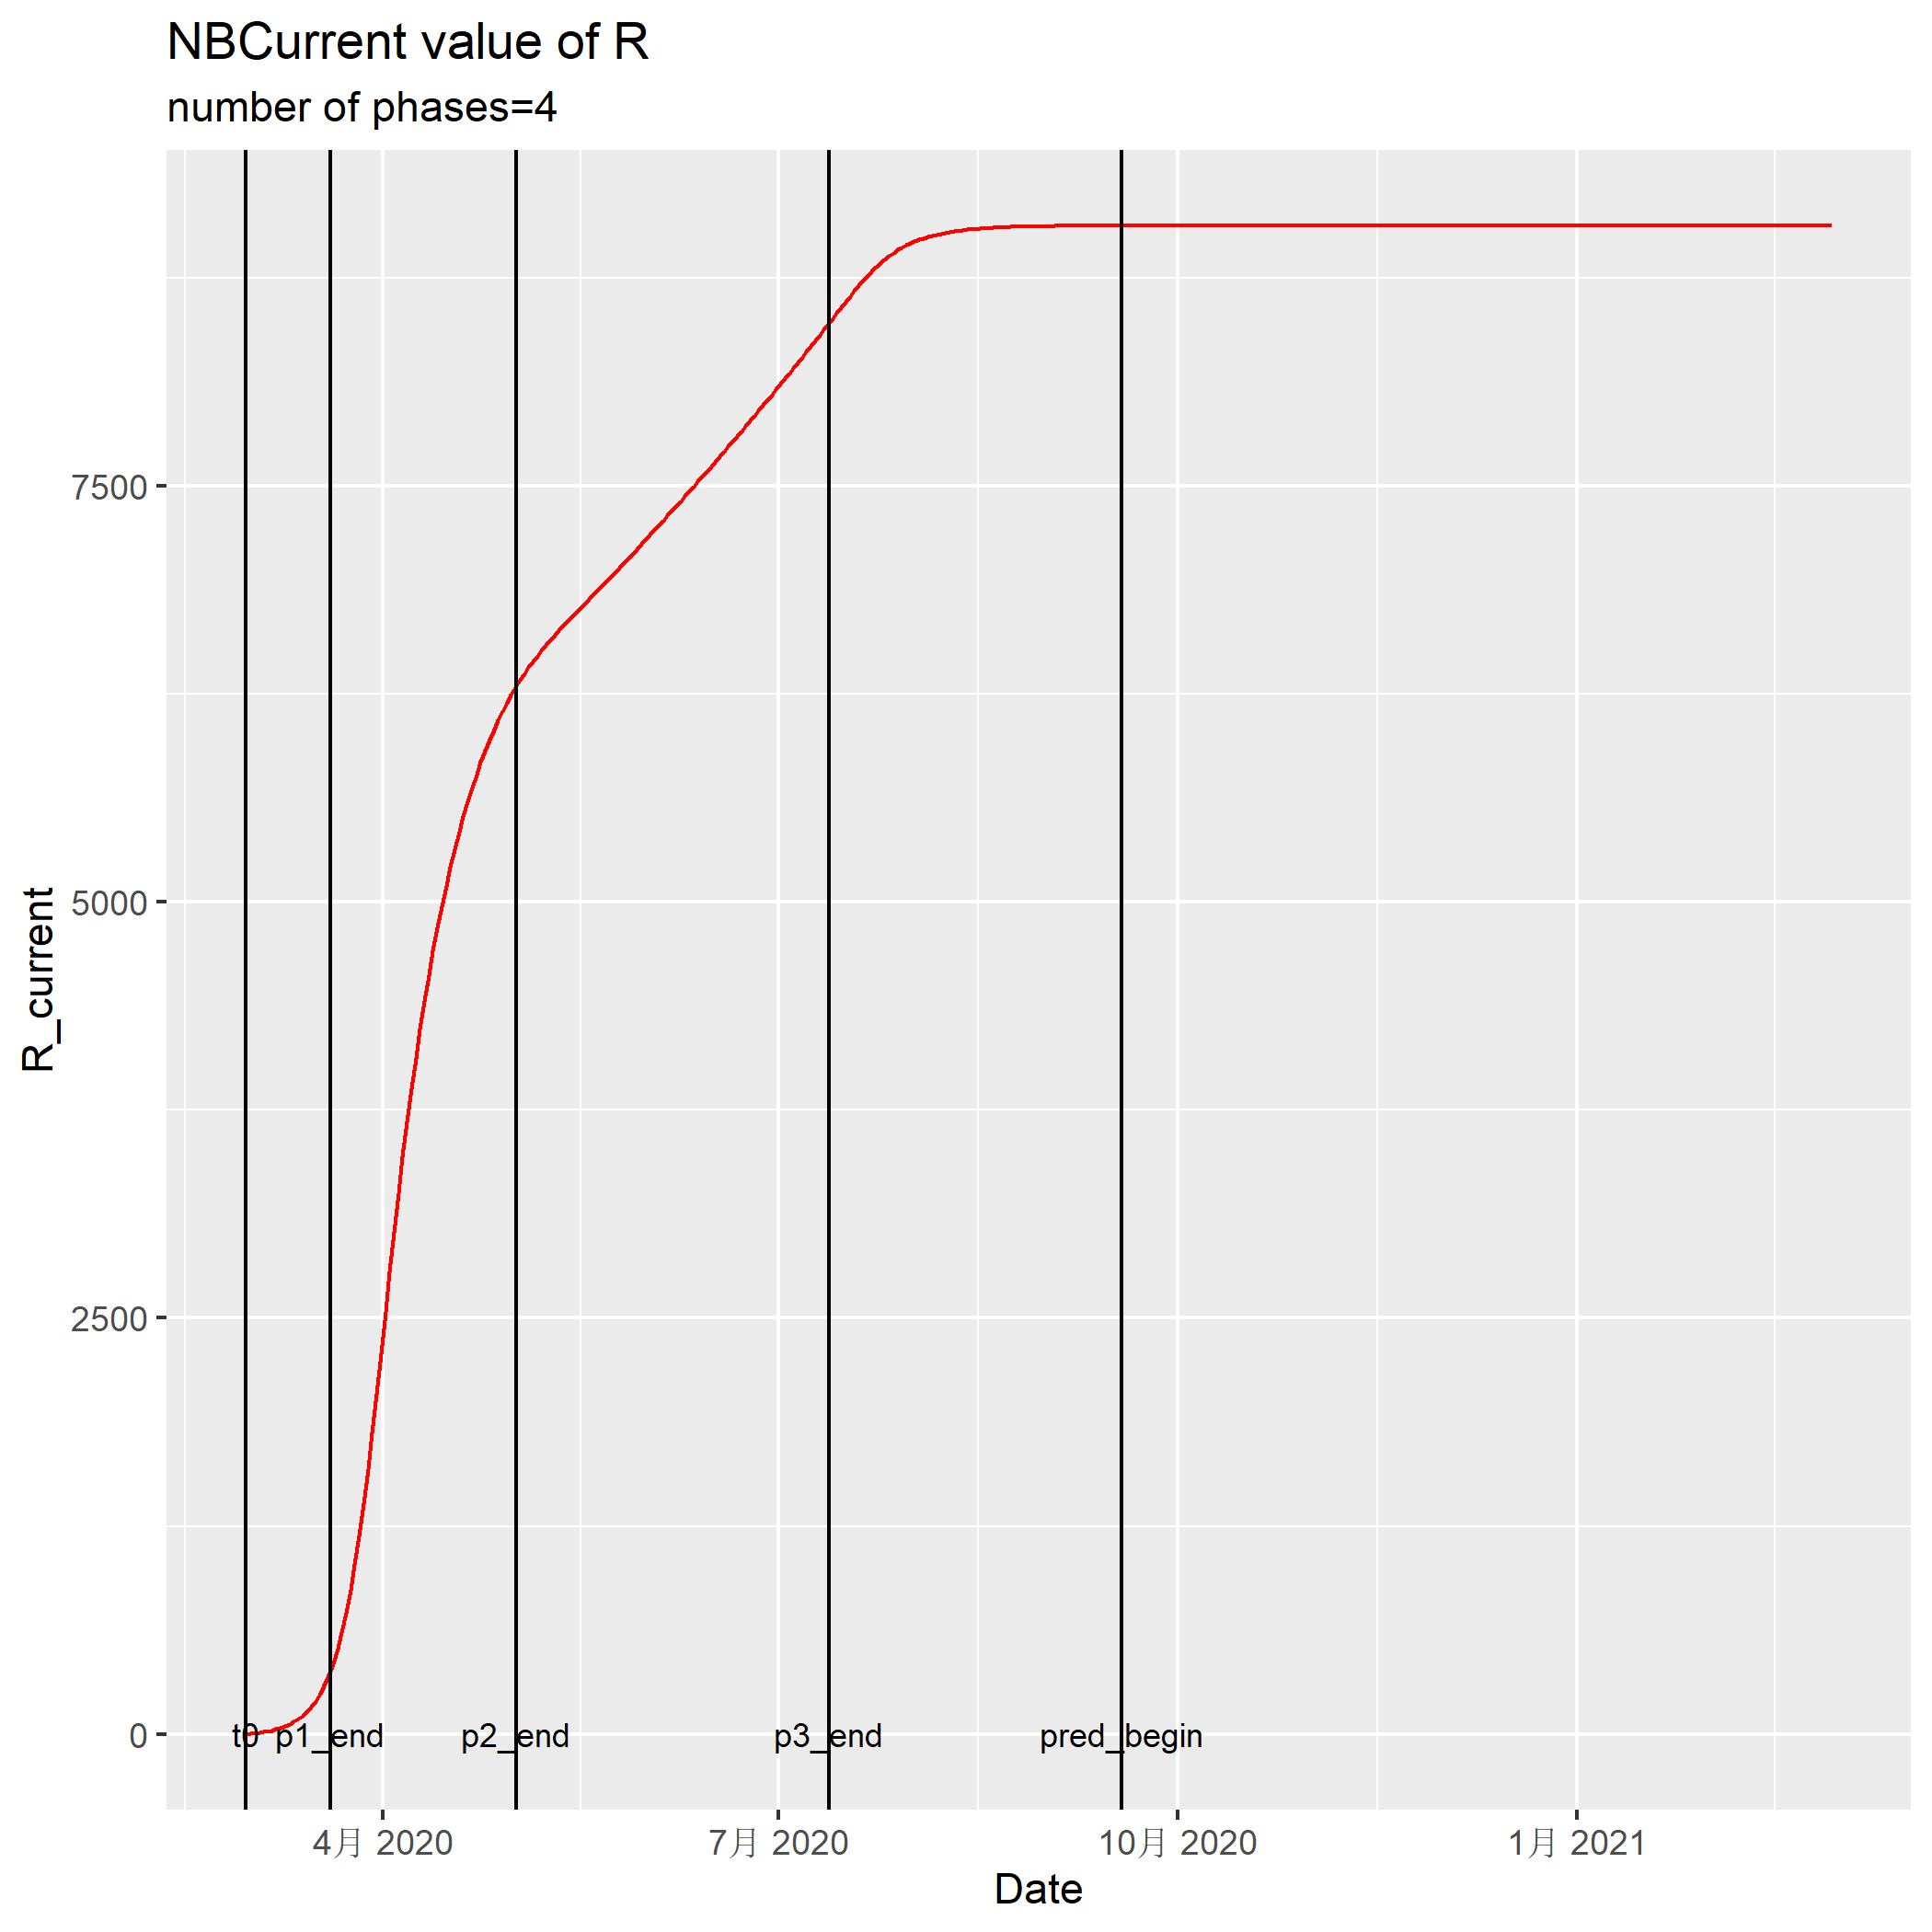 NBCurrent value of R
number of phases=4
R_current
7500
5000
2500
0
t0 p1_end p2_end p3_end pred_begin
4月 2020 7月 2020 10月 2020 1月 2021
Date